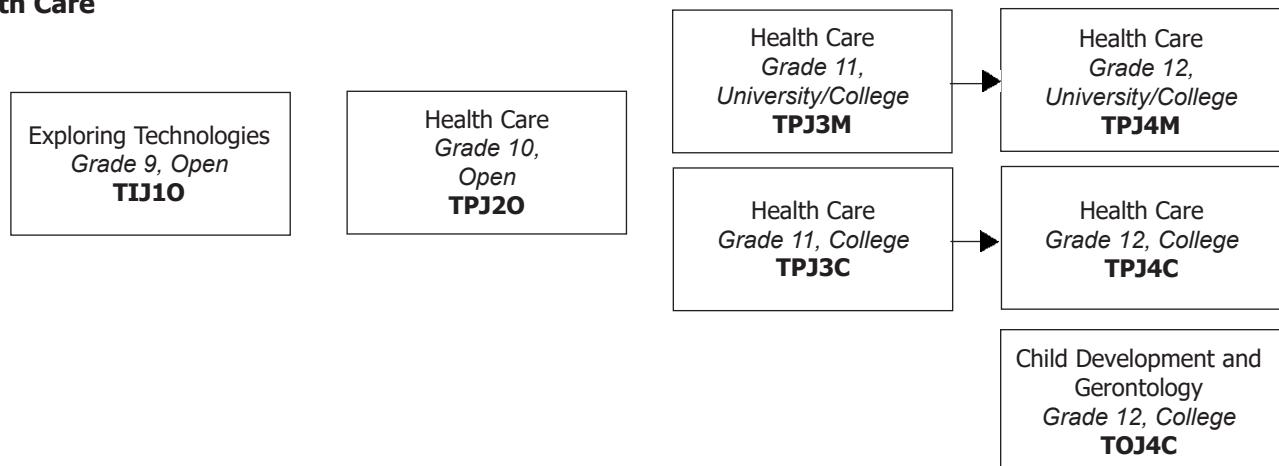 th Care
Exploring Technologies
Grade 9, Open
TIJ1O
Health Care
Grade 10,
Open
TPJ2O
Health Care
Grade 11,
University/College
TPJ3M
Health Care
Grade 12,
University/College
TPJ4M
Health Care
Grade 11, College
TPJ3C
Health Care
Grade 12, College
TPJ4C
Child Development and
Gerontology
Grade 12, College
TOJ4C